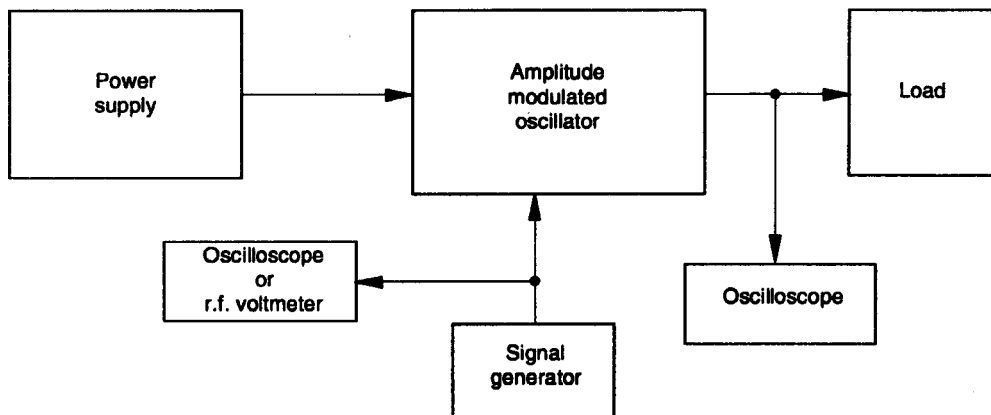 Power
supply
Amplitude
modulated
oscillator
Load
Oscilloscope
or
r.f. voltmeter
Oscilloscope
Signal
generator